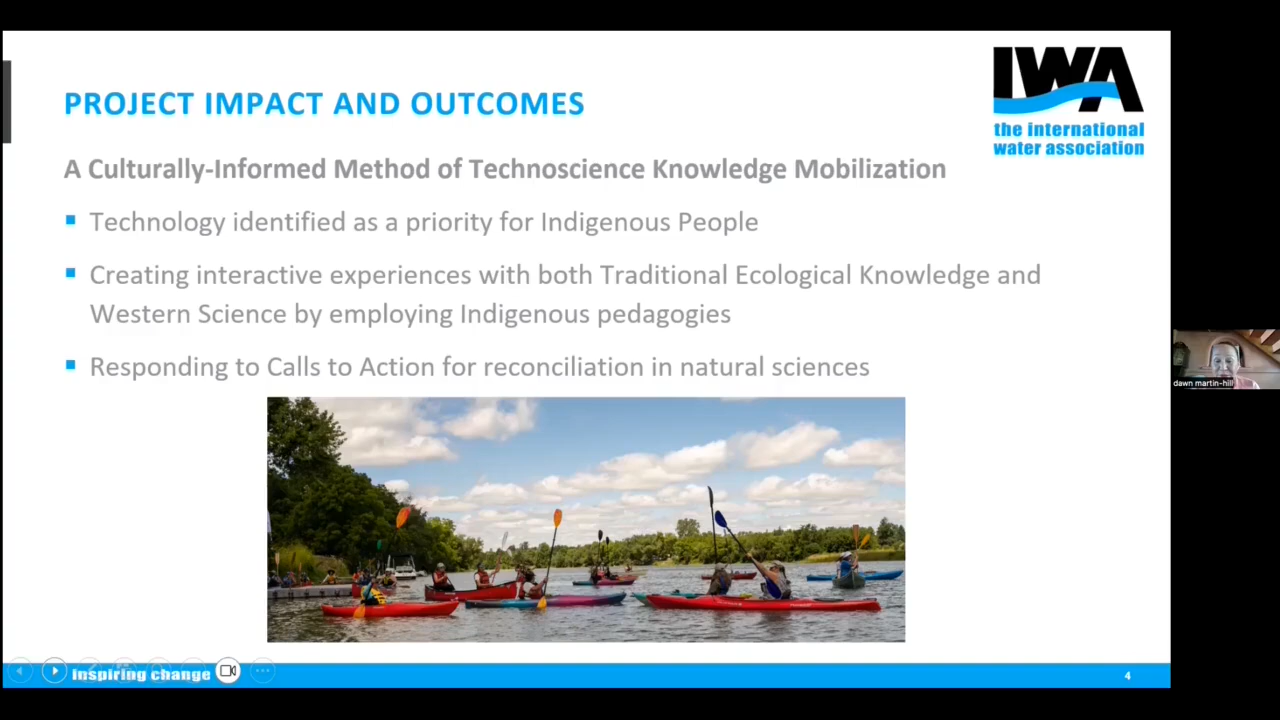 PROJECT IMPACT AND OUTCOMES
IWA
the international
water association
A Culturally-Informed Method of Technoscience Knowledge Mobilization
Technology identified as a priority for Indigenous People
Creating interactive experiences with both Traditional Ecological Knowledge and
Western Science by employing Indigenous pedagogies
Responding to Calls to Action for reconciliation in natural sciences
dawn martin-hill
inspiring change
4